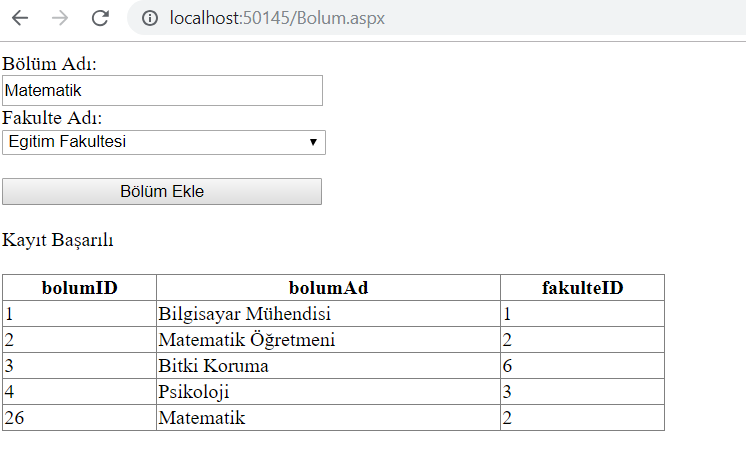 localhost:50145/Bolum.aspx
Bölüm Adı:
Matematik
Fakulte Adı:
Egitim Fakultesi
Bölüm Ekle
Kayıt Başarılı
bolumID bolumAd fakulteID
1 Bilgisayar Mühendisi 1
2 Matematik Öğretmeni 2
3 Bitki Koruma 6
4 Psikoloji 3
26 Matematik 2